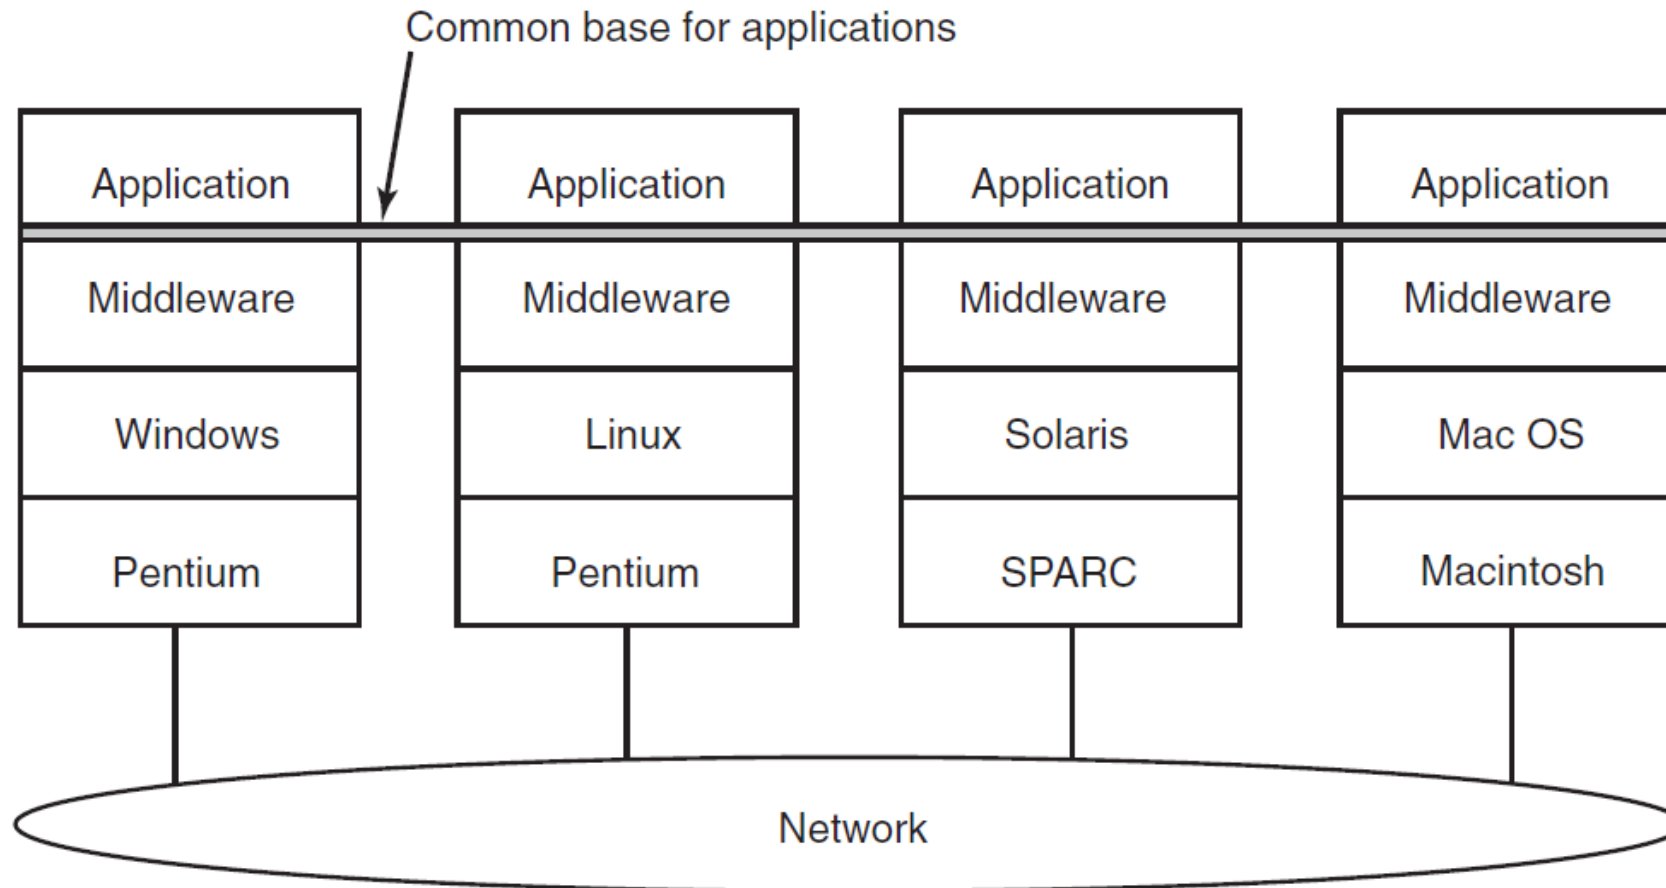 Common base for applications
Application Application Application Application
Middleware Middleware Middleware Middleware
Windows Linux Solaris Mac OS
Pentium Pentium SPARC Macintosh
Network